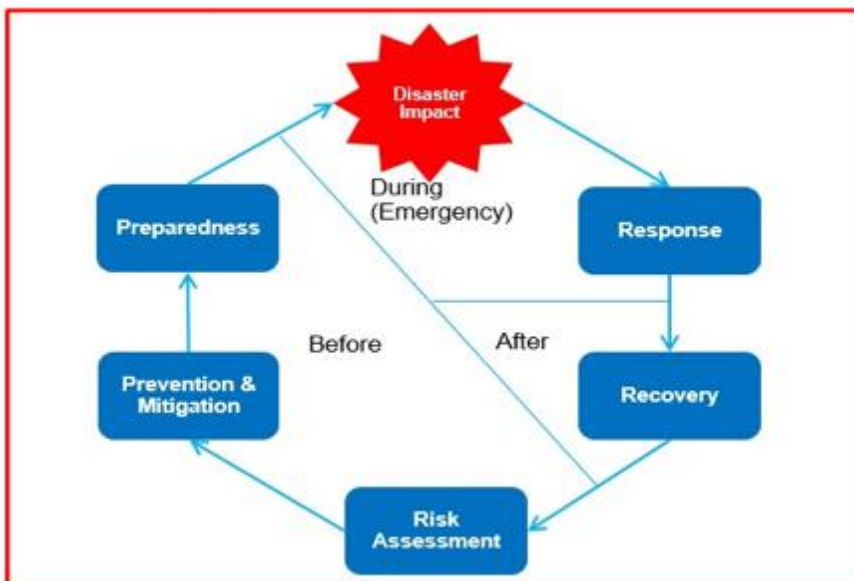 Disaster
Impact
During
(Emergency)
Preparedness
Response
Before
After
Prevention &
Mitigation
Recovery
Risk
Assessment